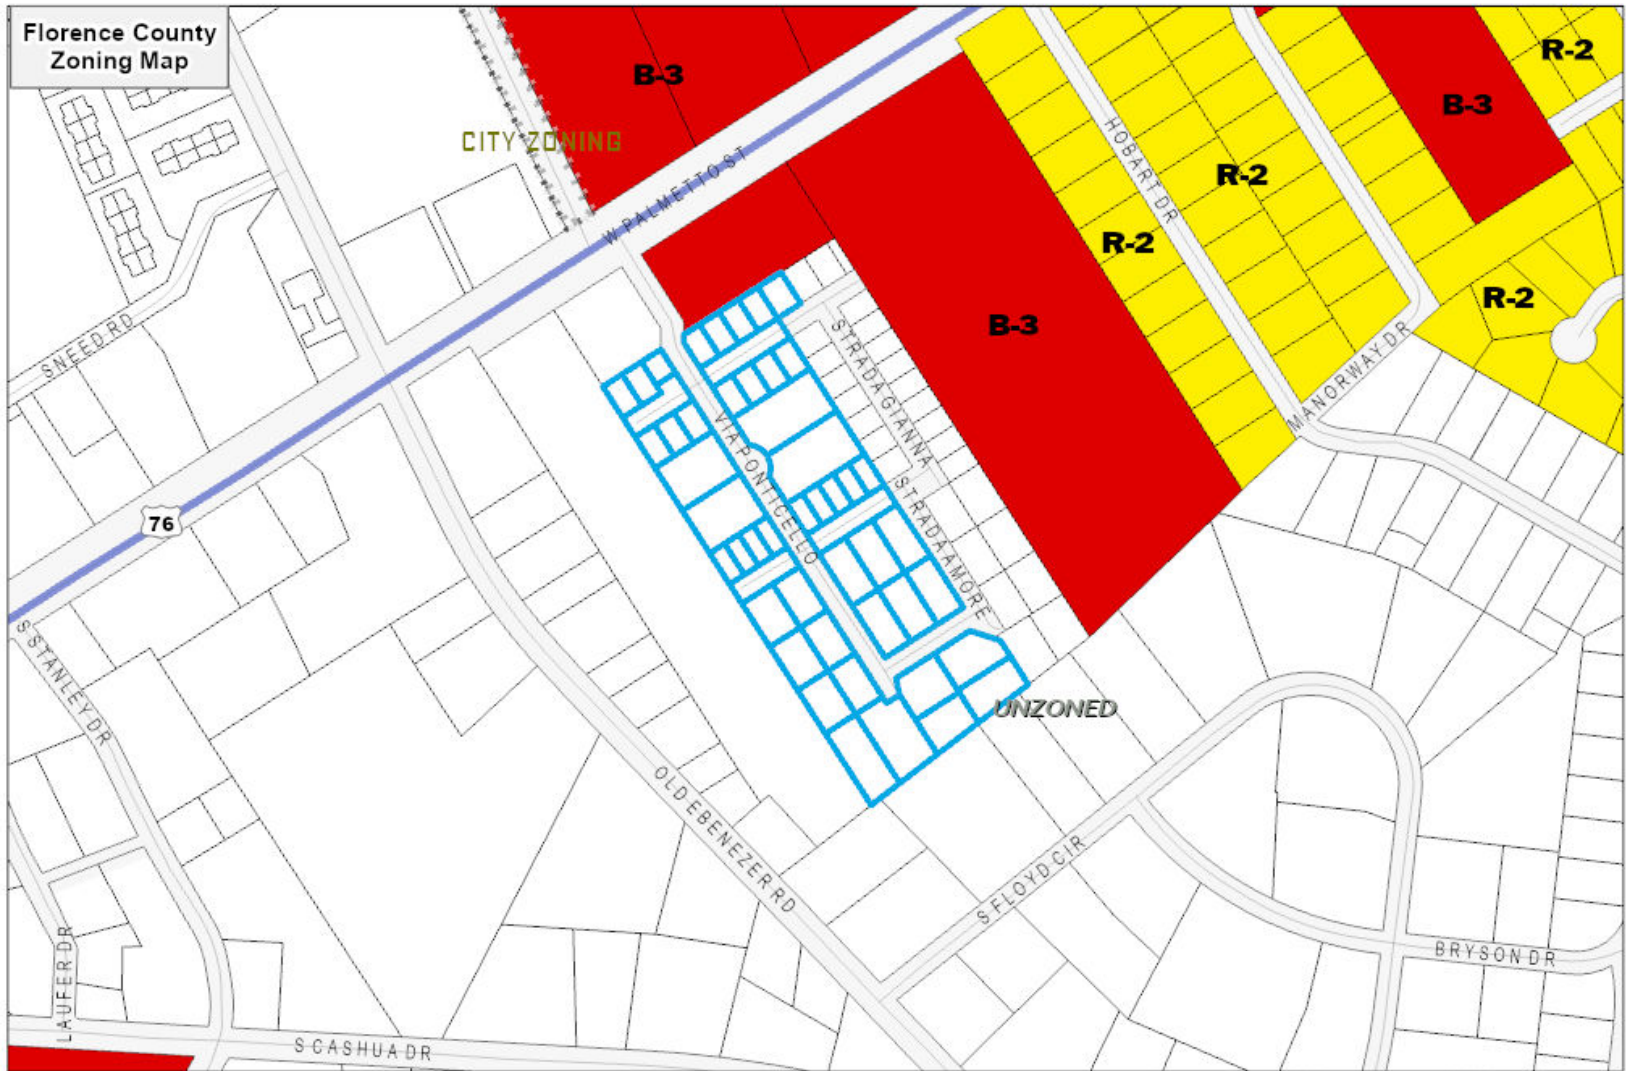 Florence County
Zoning Map
B-3
R-2
B-3
CITY ZONING
HOBART DR
W PALMETTO ST
R-2
R-2
B-3
R-2
SNEED RD
STRADA GIANNA
MANORWAY DR
VIA PONTICELLO
STRADA AMORE
76
S STANLEY DR
UNZONED
OLD EBENEZER RD
S FLOYD CIR
BRYSON DR
LAUFER DR
S CASHUA DR